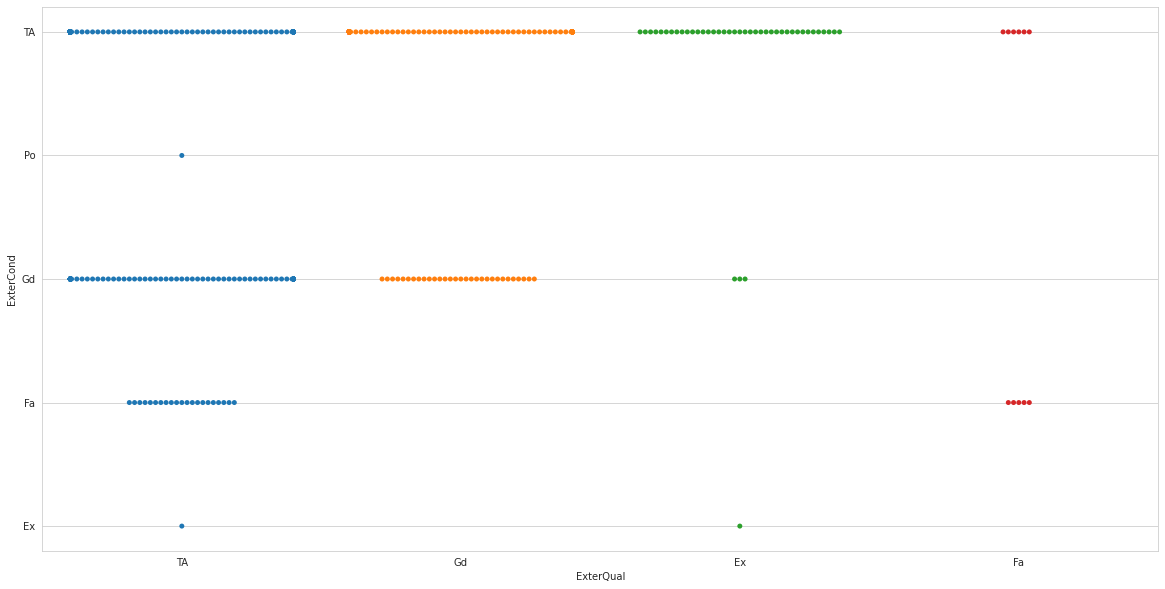 TA
Po
Gd
Fa
Ex
ExterCond
TA Gd Ex Fa
ExterQual